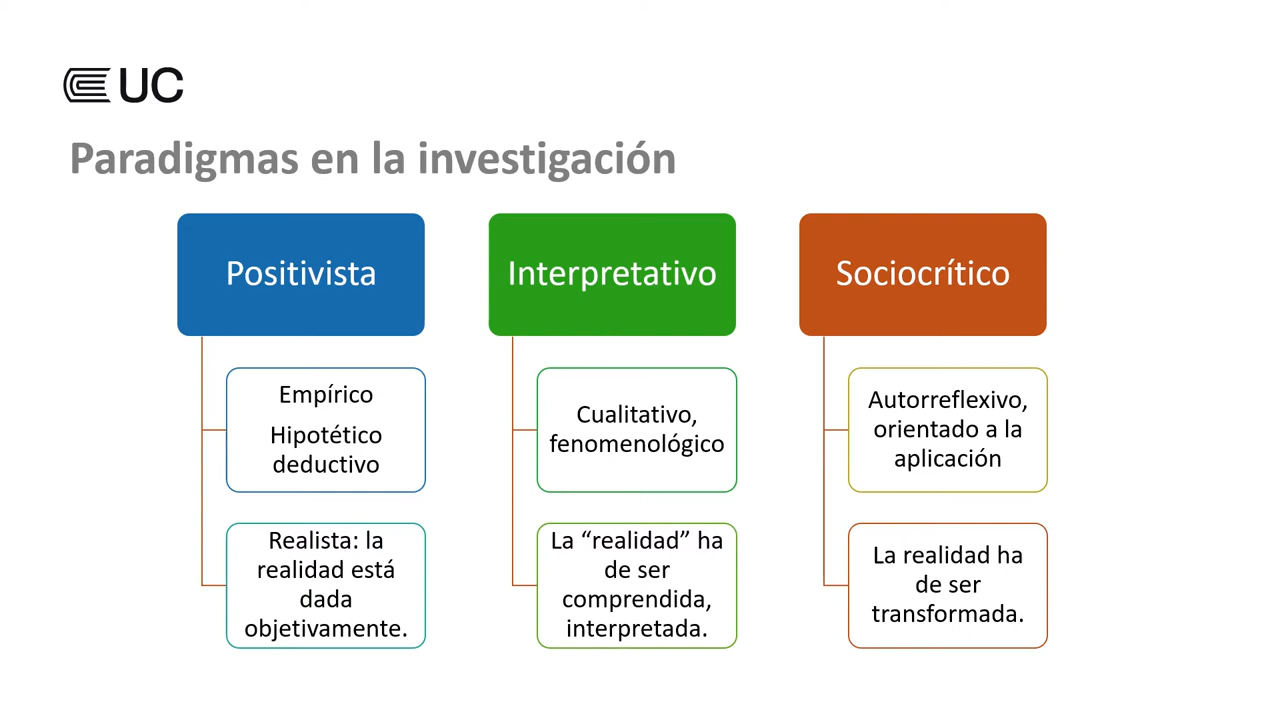 UC
Paradigmas en la investigación
Positivista
Empírico
Hipotético
deductivo
Realista: la
realidad está
dada
objetivamente.
Interpretativo
Cualitativo,
fenomenológico
La “realidad” ha
de ser
comprendida,
interpretada.
Sociocrítico
Autorreflexivo,
orientado a la
aplicación
La realidad ha
de ser
transformada.